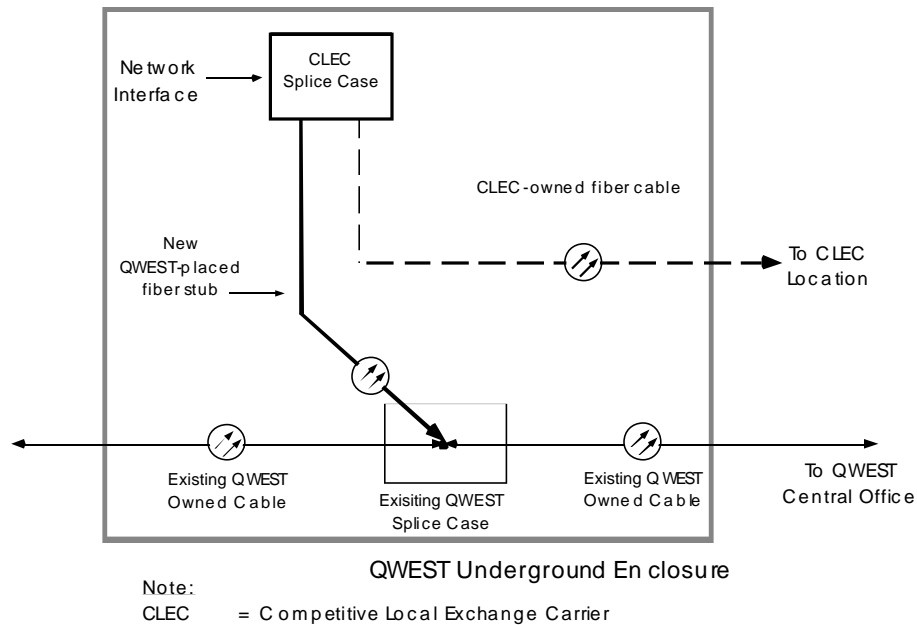 CLEC
Splice Case
Network
Interface
CLEC-owned fiber cable
New
QWEST-placed
fiber stub
To CLEC
Location
Existing QWEST
Owned Cable
Exisiting QWEST
Splice Case
Existing QWEST
Owned Cable
To QWEST
Central Office
QWEST Underground Enclosure
Note:
CLEC = Competitive Local Exchange Carrier